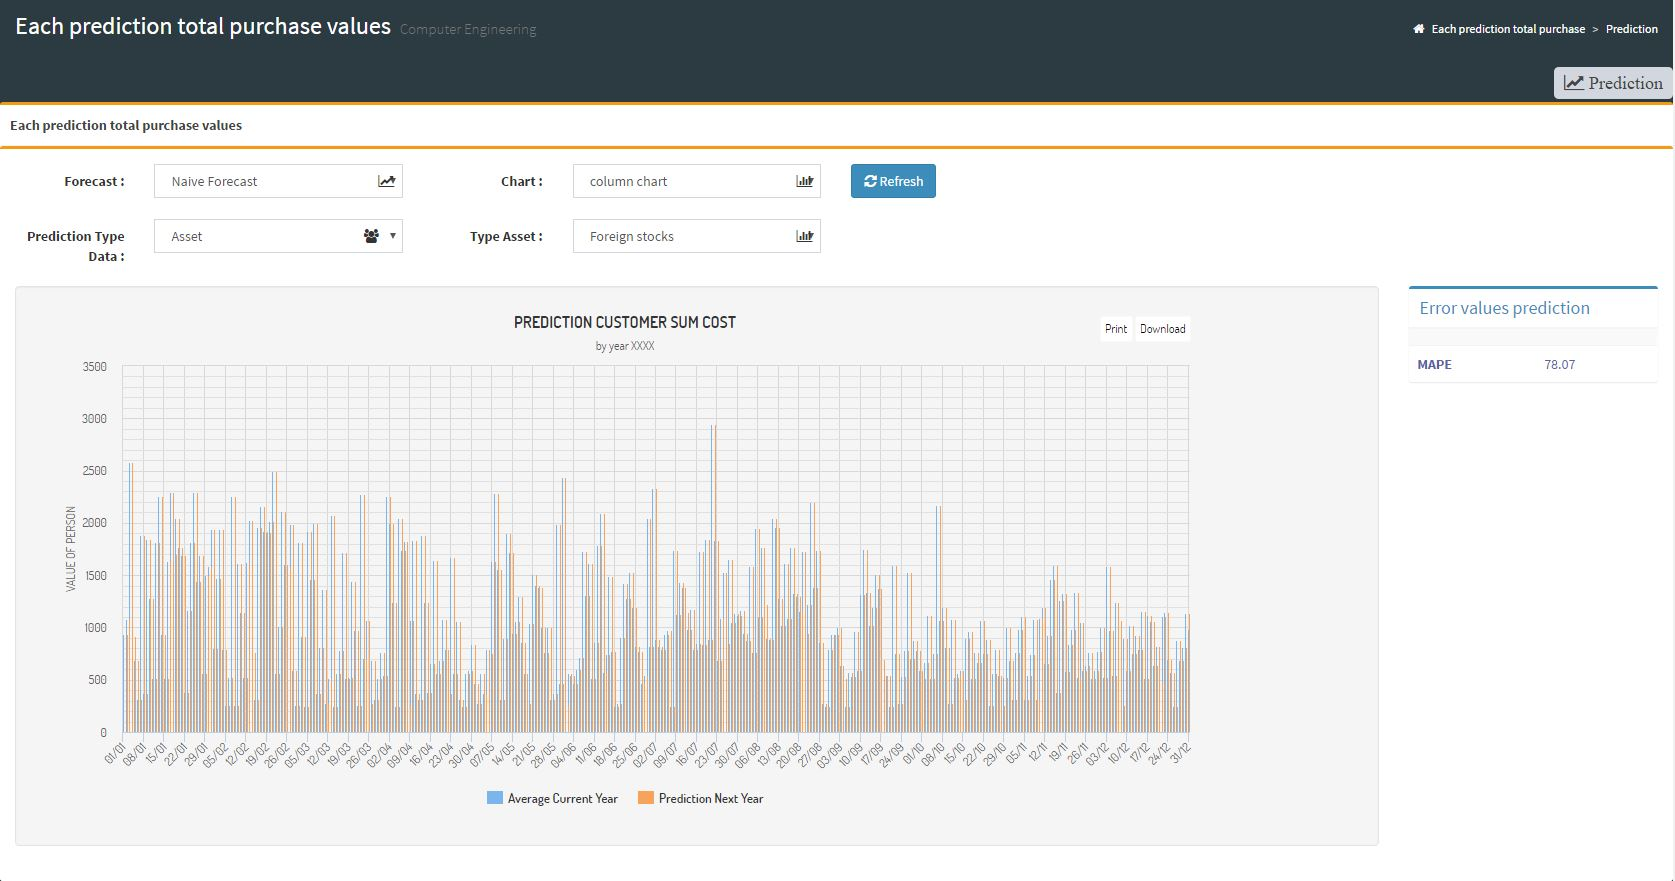 Each prediction total purchase values Computer Engineering
Each prediction total purchase > Prediction
Prediction
Each prediction total purchase values
Forecast : Naive Forecast Chart : column chart Refresh
Prediction Type Data : Asset Type Asset : Foreign stocks
PREDICTION CUSTOMER SUM COST
by year XXXX
Print Download
Error values prediction
MAPE 78.07
VALUE OF PERSON
3500
3000
2500
2000
1500
1000
500
0
01/01 08/01 15/01 22/01 29/01 05/02 12/02 19/02 26/02 05/03 12/03 19/03 26/03 02/04 09/04 16/04 23/04 30/04 07/05 14/05 21/05 28/05 04/06 11/06 18/06 25/06 02/07 09/07 16/07 23/07 30/07 06/08 13/08 20/08 27/08 03/09 10/09 17/09 24/09 01/10 08/10 15/10 22/10 29/10 05/11 12/11 19/11 26/11 03/12 10/12 17/12 24/12 31/12
Average Current Year Prediction Next Year